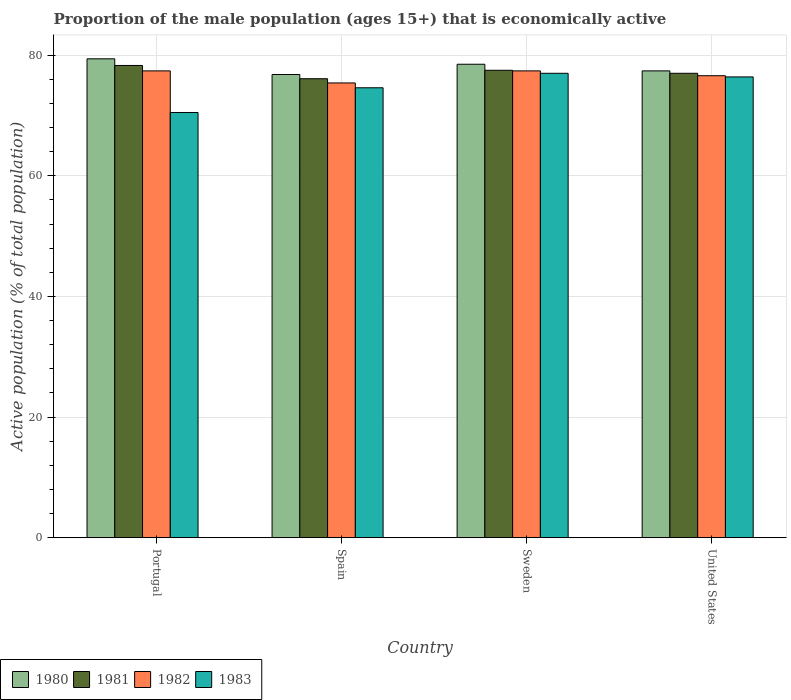 Proportion of the male population (ages 15+) that is economically active
Active population (% of total population)
80
60
40
20
0
Portugal
Spain
Sweden
United States
Country
1980
1981
1982
1983